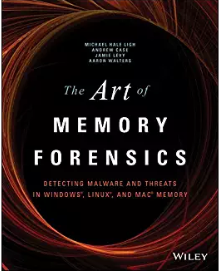 MICHAEL HALE LIGH
ANDREW CASE
JAMIE LEVY
AARON WALTERS
The Art of
MEMORY
FORENSICS
DETECTING MALWARE AND THREATS
IN WINDOWS®, LINUX®, AND MAC® MEMORY
WILEY